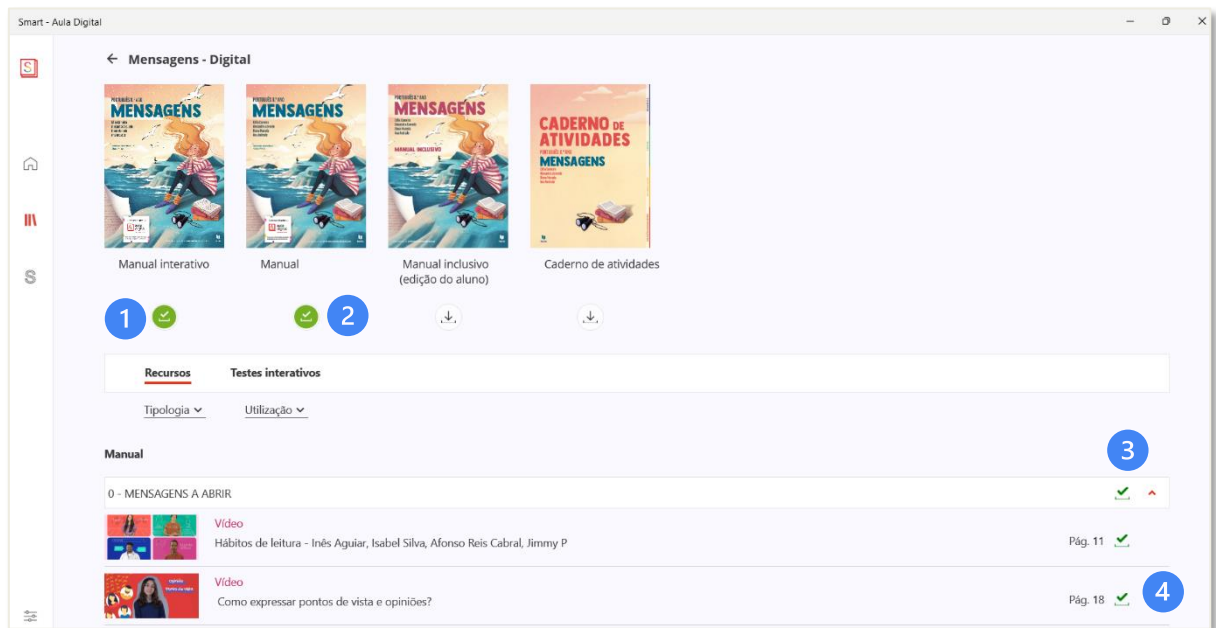 Smart - Aula Digital
← Mensagens - Digital
MENSAGENS
MENSAGENS
MENSAGENS
MANUAL INCLUSIVO
CADERNO DE
ATIVIDADES
MENSAGENS
Manual interativo
Manual
Manual inclusivo
(edição do aluno)
Caderno de atividades
1
2
Recursos
Testes interativos
Tipologia
Utilização
Manual
3
0 - MENSAGENS A ABRIR
Vídeo
Hábitos de leitura - Inês Aguiar, Isabel Silva, Afonso Reis Cabral, Jimmy P
Pág. 11
Vídeo
Como expressar pontos de vista e opiniões?
Pág. 18
4